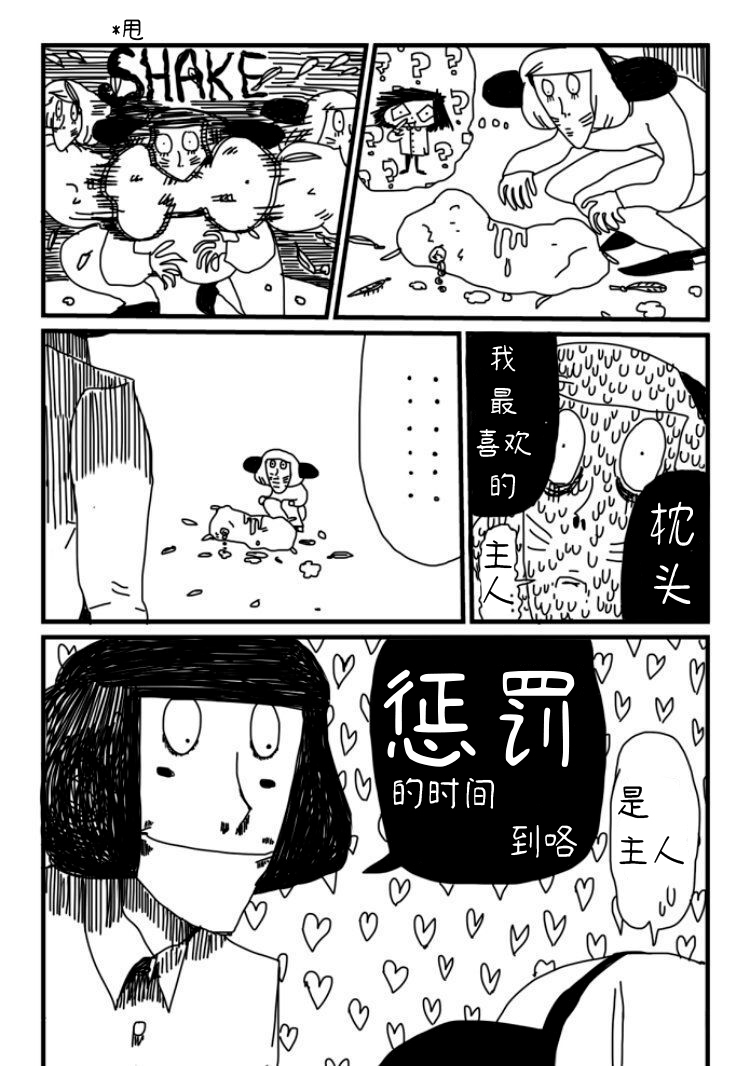 *甩
SHAKE
? ? ? ? ? ? ? ? ?
…………
我最喜欢的
枕头
主人
惩罚
的时间
到咯
是
主人